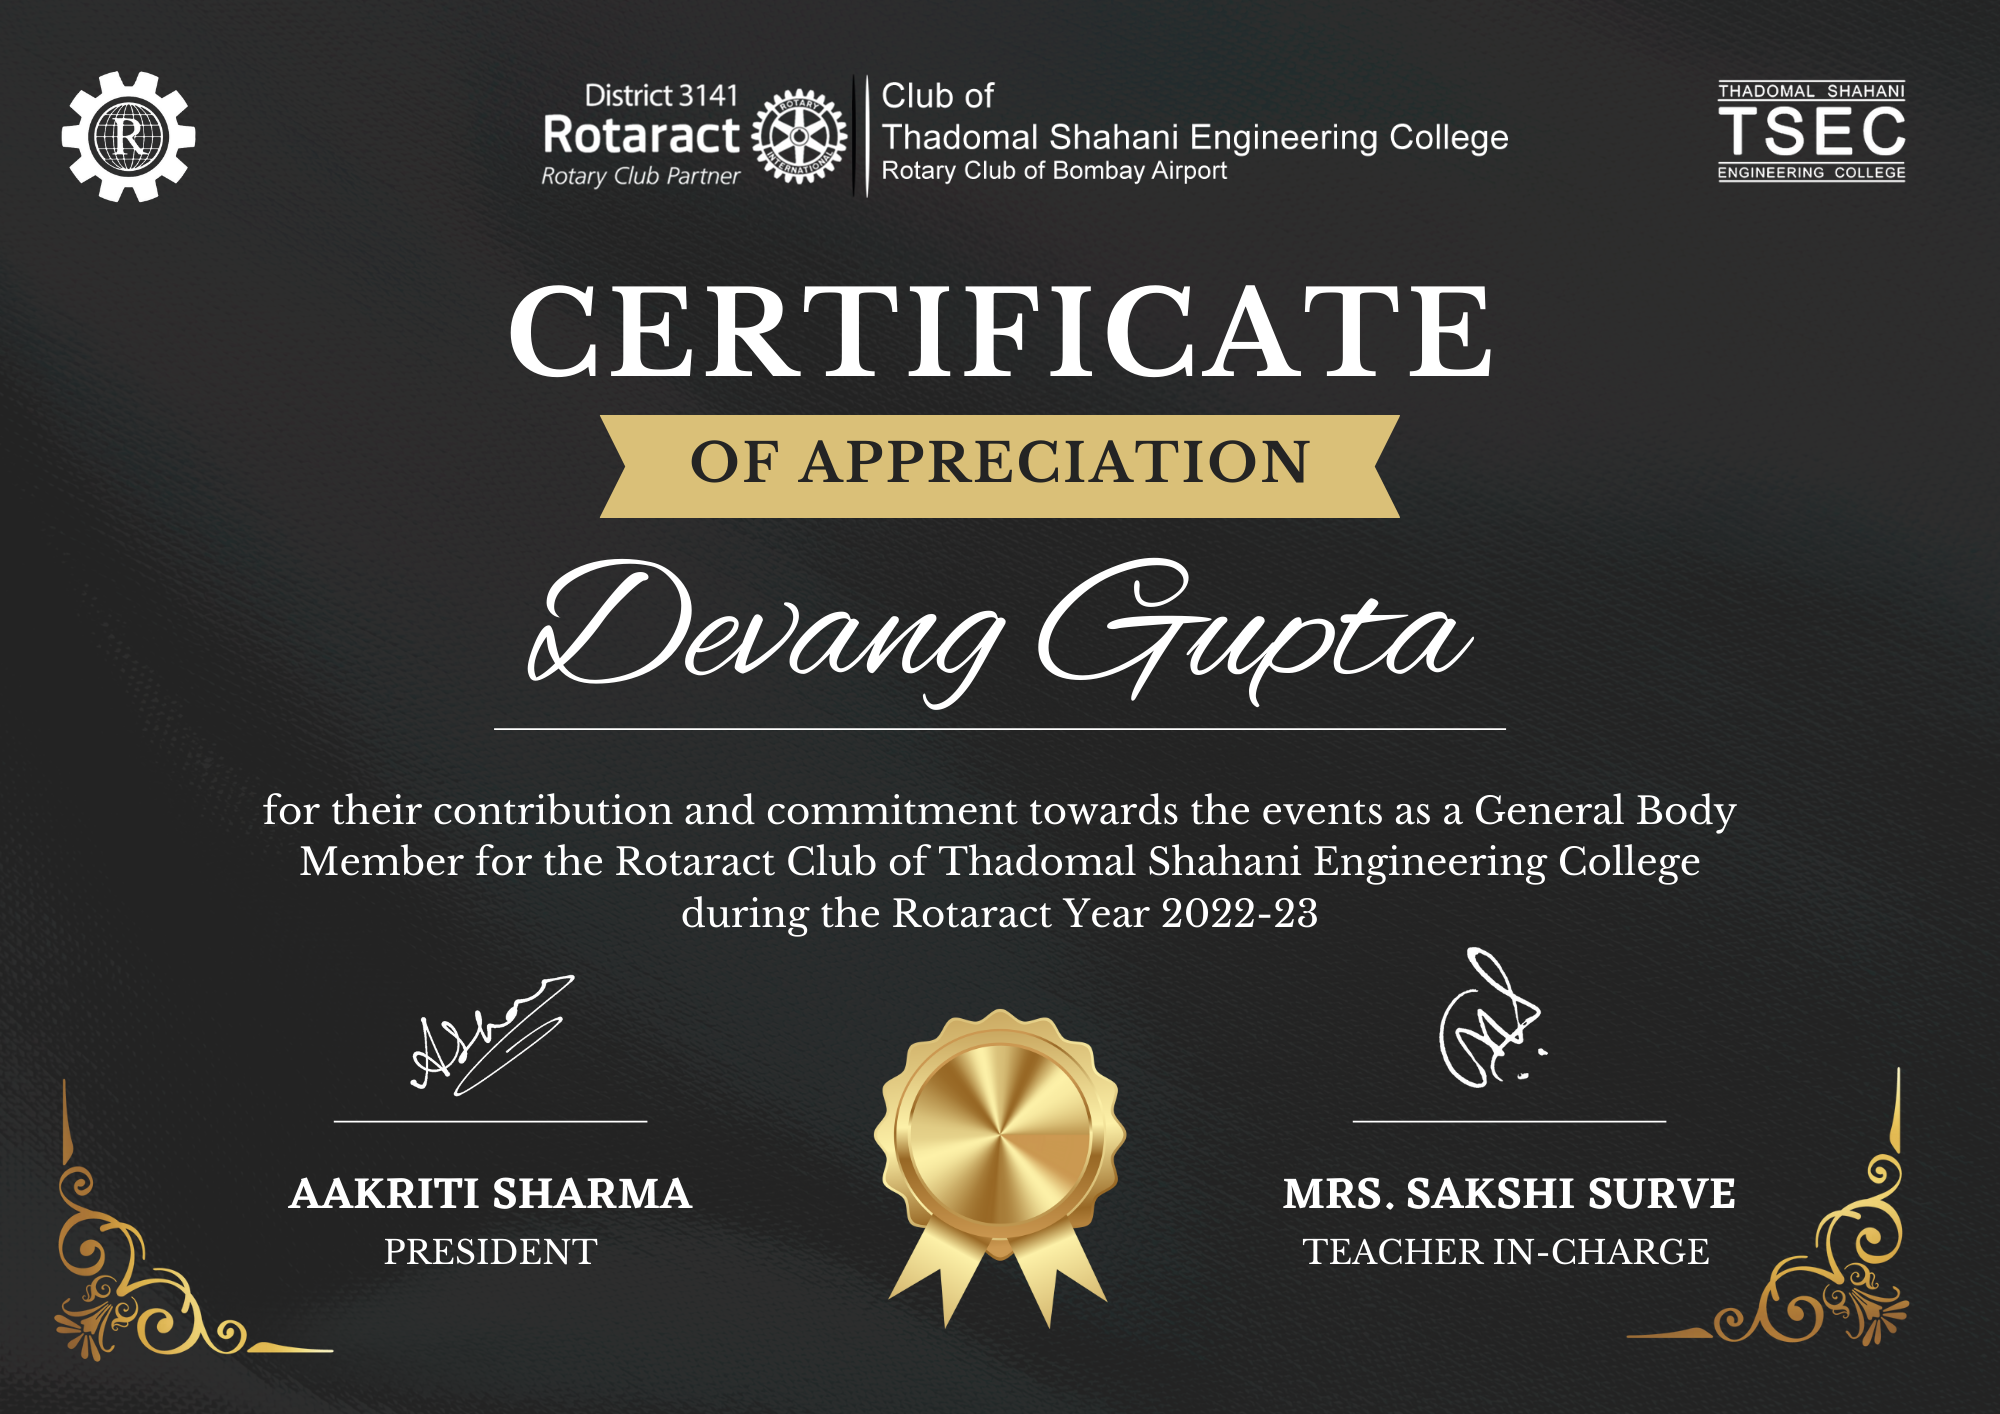 R
District 3141
Rotaract
Rotary Club Partner
ROTARY
INTERNATIONAL
Club of
Thadomal Shahani Engineering College
Rotary Club of Bombay Airport
THADOMAL SHAHANI
TSEC
ENGINEERING COLLEGE
CERTIFICATE
OF APPRECIATION
Devang Gupta
for their contribution and commitment towards the events as a General Body
Member for the Rotaract Club of Thadomal Shahani Engineering College
during the Rotaract Year 2022-23
AAKRITI SHARMA
PRESIDENT
MRS. SAKSHI SURVE
TEACHER IN-CHARGE